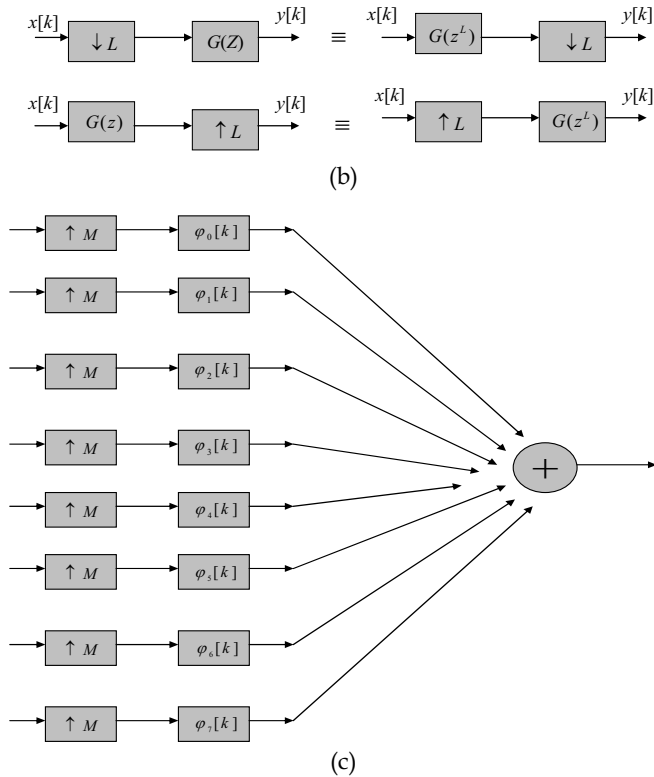 x[k] y[k] x[k] y[k]
↓ L G(Z) ≡ G(z^L) ↓ L
x[k] y[k] x[k] y[k]
G(z) ↑ L ≡ ↑ L G(z^L)
(b)
↑ M φ₀[k]
↑ M φ₁[k]
↑ M φ₂[k]
↑ M φ₃[k]
+
↑ M φ₄[k]
↑ M φ₅[k]
↑ M φ₆[k]
↑ M φ₇[k]
(c)